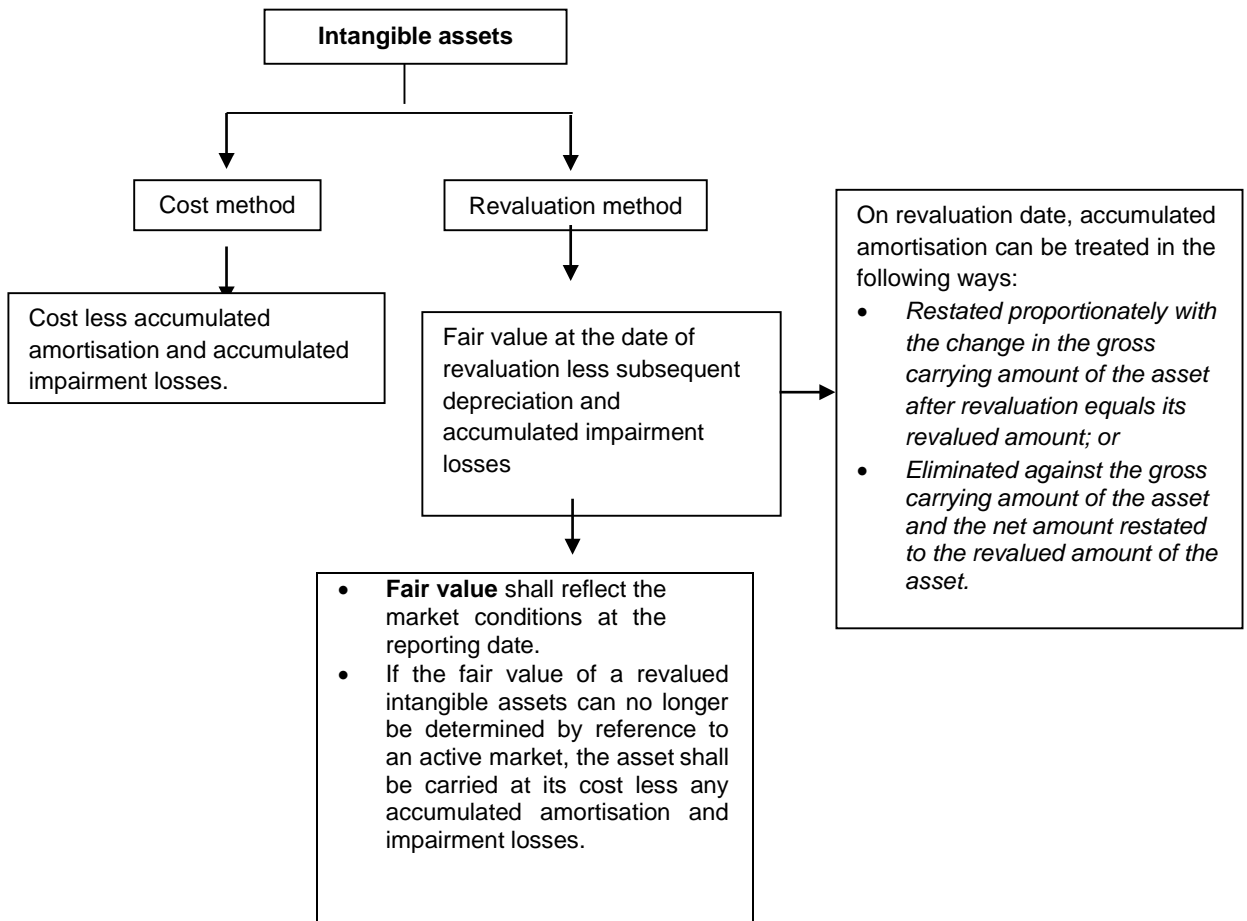 Intangible assets
Cost method
Revaluation method
Cost less accumulated
amortisation and accumulated
impairment losses.
Fair value at the date of
revaluation less subsequent
depreciation and
accumulated impairment
losses
On revaluation date, accumulated
amortisation can be treated in the
following ways:
• Restated proportionately with
the change in the gross
carrying amount of the asset
after revaluation equals its
revalued amount; or
• Eliminated against the gross
carrying amount of the asset
and the net amount restated
to the revalued amount of the
asset.
• Fair value shall reflect the
market conditions at the
reporting date.
• If the fair value of a revalued
intangible assets can no longer
be determined by reference to
an active market, the asset shall
be carried at its cost less any
accumulated amortisation and
impairment losses.